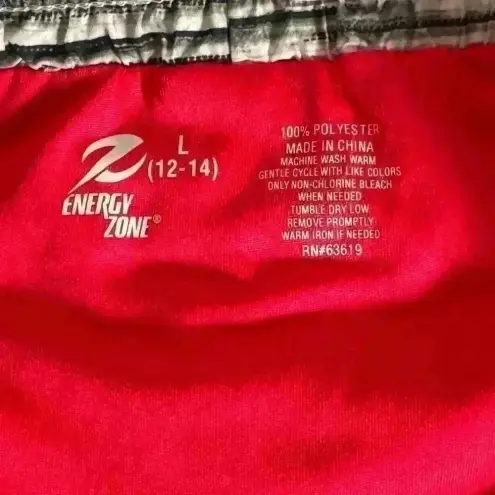 ENERGY
ZONE®
L
(12-14)
100% POLYESTER
MADE IN CHINA
MACHINE WASH WARM
GENTLE CYCLE WITH LIKE COLORS
ONLY NON-CHLORINE BLEACH
WHEN NEEDED
TUMBLE DRY LOW
REMOVE PROMPTLY
WARM IRON IF NEEDED
RN#63619